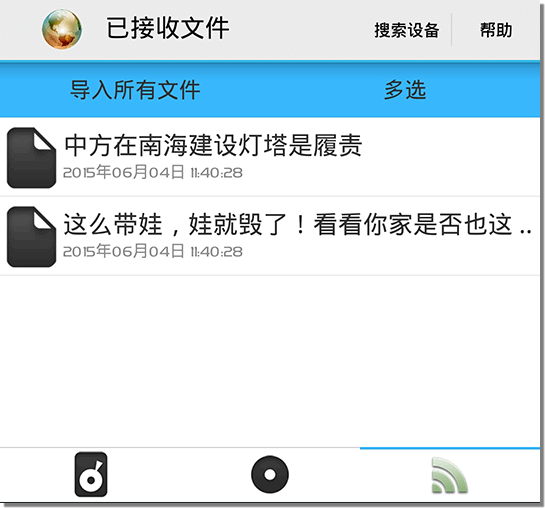 已接收文件 搜索设备 帮助
导入所有文件 多选
中方在南海建设灯塔是履责
2015年06月04日 11:40:28
这么带娃，娃就毁了！看看你家是否也这 ..
2015年06月04日 11:40:28